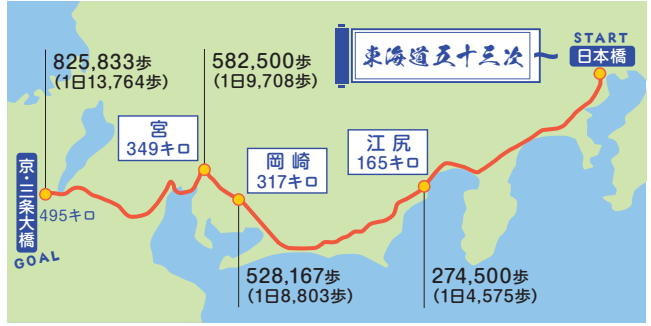 東海道五十三次
START
日本橋
825,833歩
(1日13,764歩)
582,500歩
(1日9,708歩)
宮
349キロ
岡崎
317キロ
江尻
165キロ
京・三条大橋
495キロ
GOAL
528,167歩
(1日8,803歩)
274,500歩
(1日4,575歩)